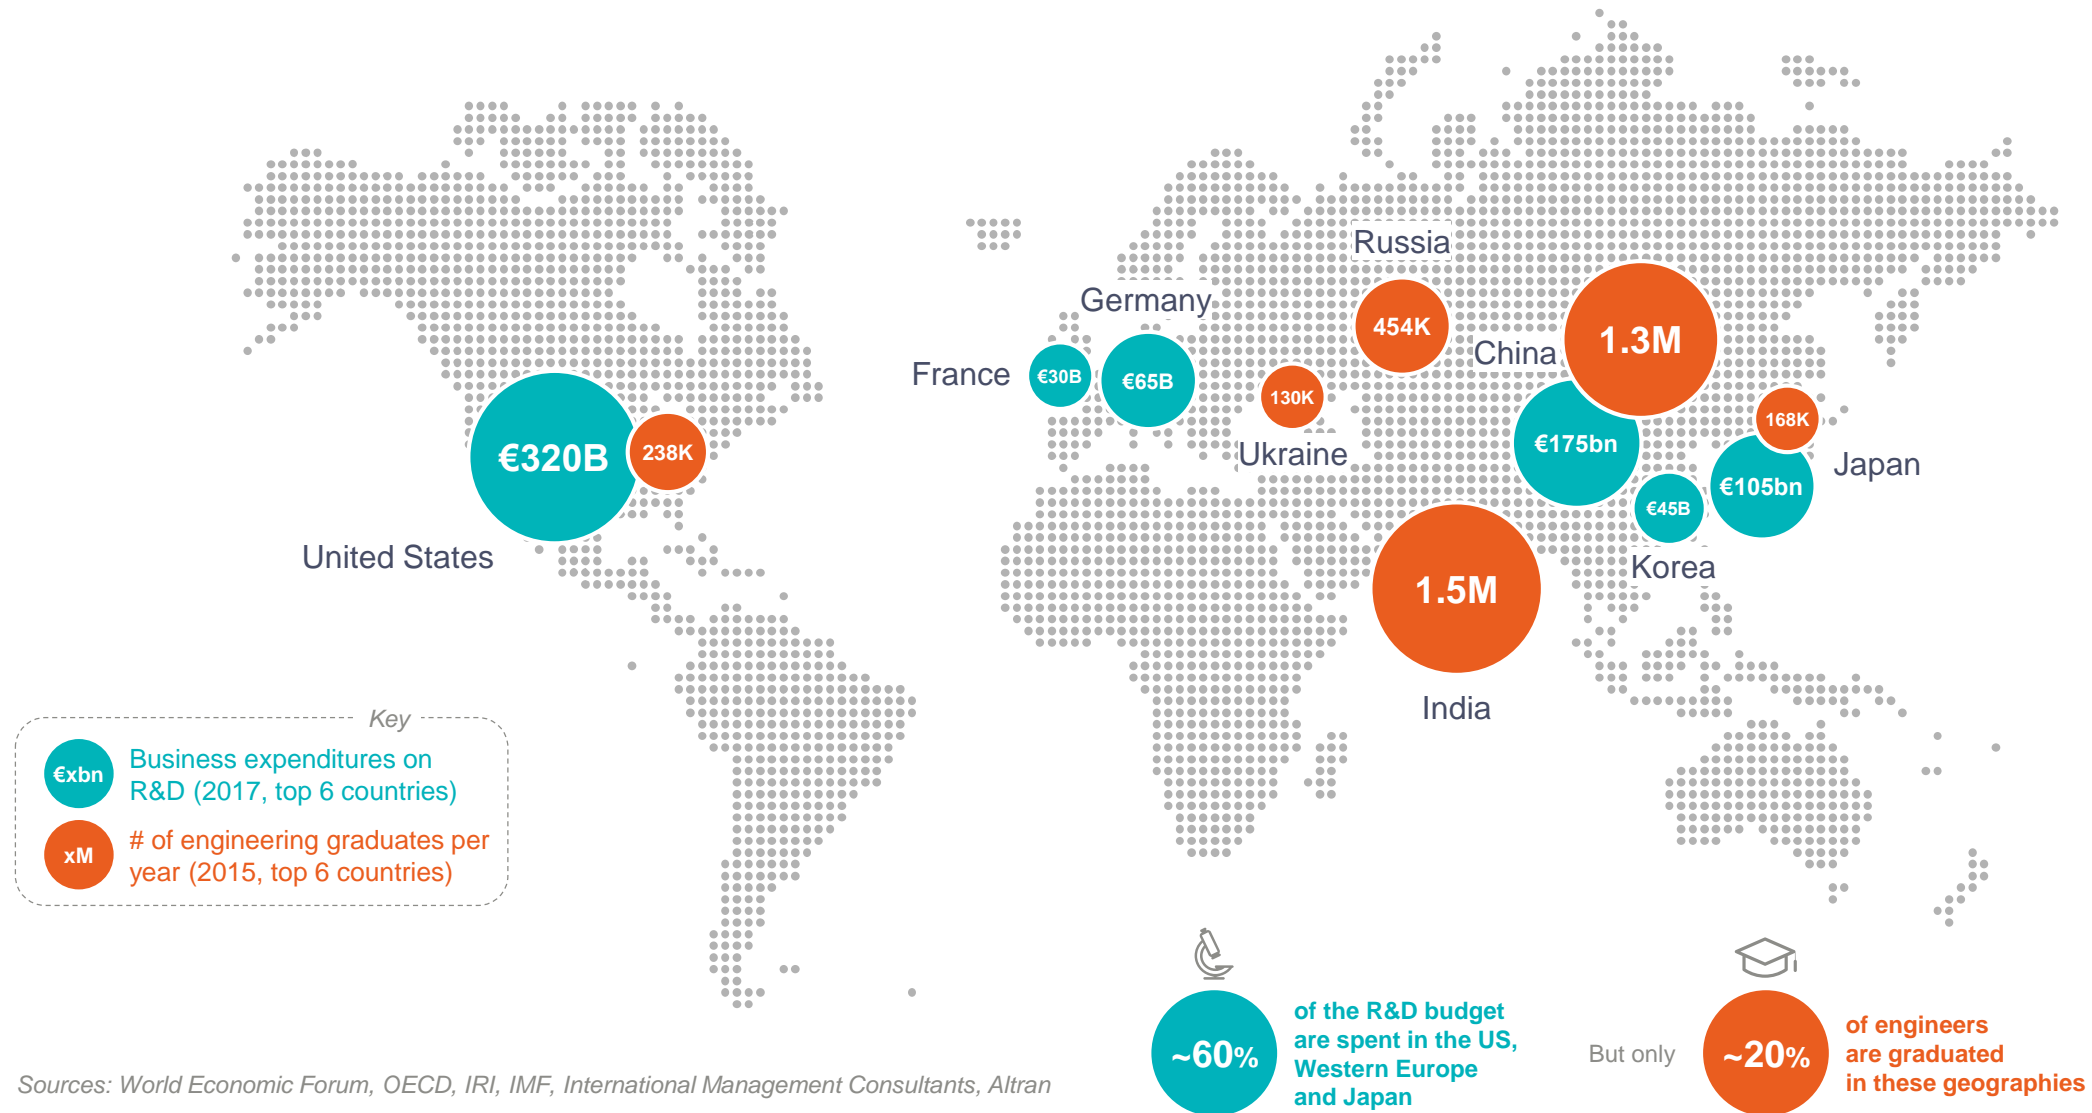 Russia
Germany
454K
1.3M
China
France
€30B
€65B
130K
168K
€320B
238K
Ukraine
€175bn
Japan
€105bn
€45B
United States
Korea
1.5M
India
Key
€xbn
Business expenditures on
R&D (2017, top 6 countries)
xM
# of engineering graduates per
year (2015, top 6 countries)
~60%
of the R&D budget
are spent in the US,
Western Europe
and Japan
But only
~20%
of engineers
are graduated
in these geographies
Sources: World Economic Forum, OECD, IRI, IMF, International Management Consultants, Altran